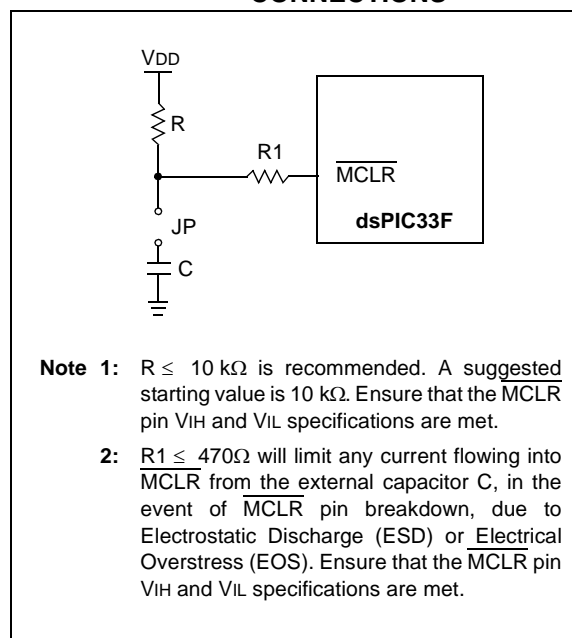 CONNECTIONS
VDD
R
R1
MCLR
dsPIC33F
JP
C
Note 1: R ≤ 10 kΩ is recommended. A suggested
starting value is 10 kΩ. Ensure that the MCLR
pin VIH and VIL specifications are met.
2: R1 ≤ 470Ω will limit any current flowing into
MCLR from the external capacitor C, in the
event of MCLR pin breakdown, due to
Electrostatic Discharge (ESD) or Electrical
Overstress (EOS). Ensure that the MCLR pin
VIH and VIL specifications are met.